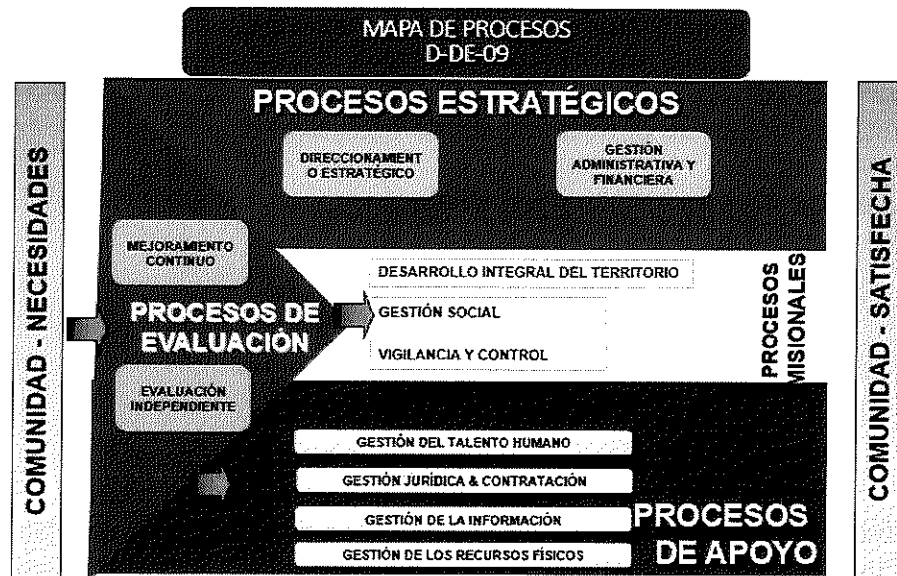 MAPA DE PROCESOS
D-DE-09
COMUNIDAD - NECESIDADES
PROCESOS ESTRATÉGICOS
DIRECCIONAMIENT
O ESTRATÉGICO
GESTIÓN
ADMINISTRATIVA Y
FINANCIERA
MEJORAMIENTO
CONTINUO
PROCESOS DE
EVALUACIÓN
EVALUACIÓN
INDEPENDIENTE
DESARROLLO INTEGRAL DEL TERRITORIO
GESTIÓN SOCIAL
VIGILANCIA Y CONTROL
PROCESOS
MISIONALES
GESTIÓN DEL TALENTO HUMANO
GESTIÓN JURÍDICA & CONTRATACIÓN
GESTIÓN DE LA INFORMACIÓN
GESTIÓN DE LOS RECURSOS FÍSICOS
PROCESOS
DE APOYO
COMUNIDAD - SATISFECHA